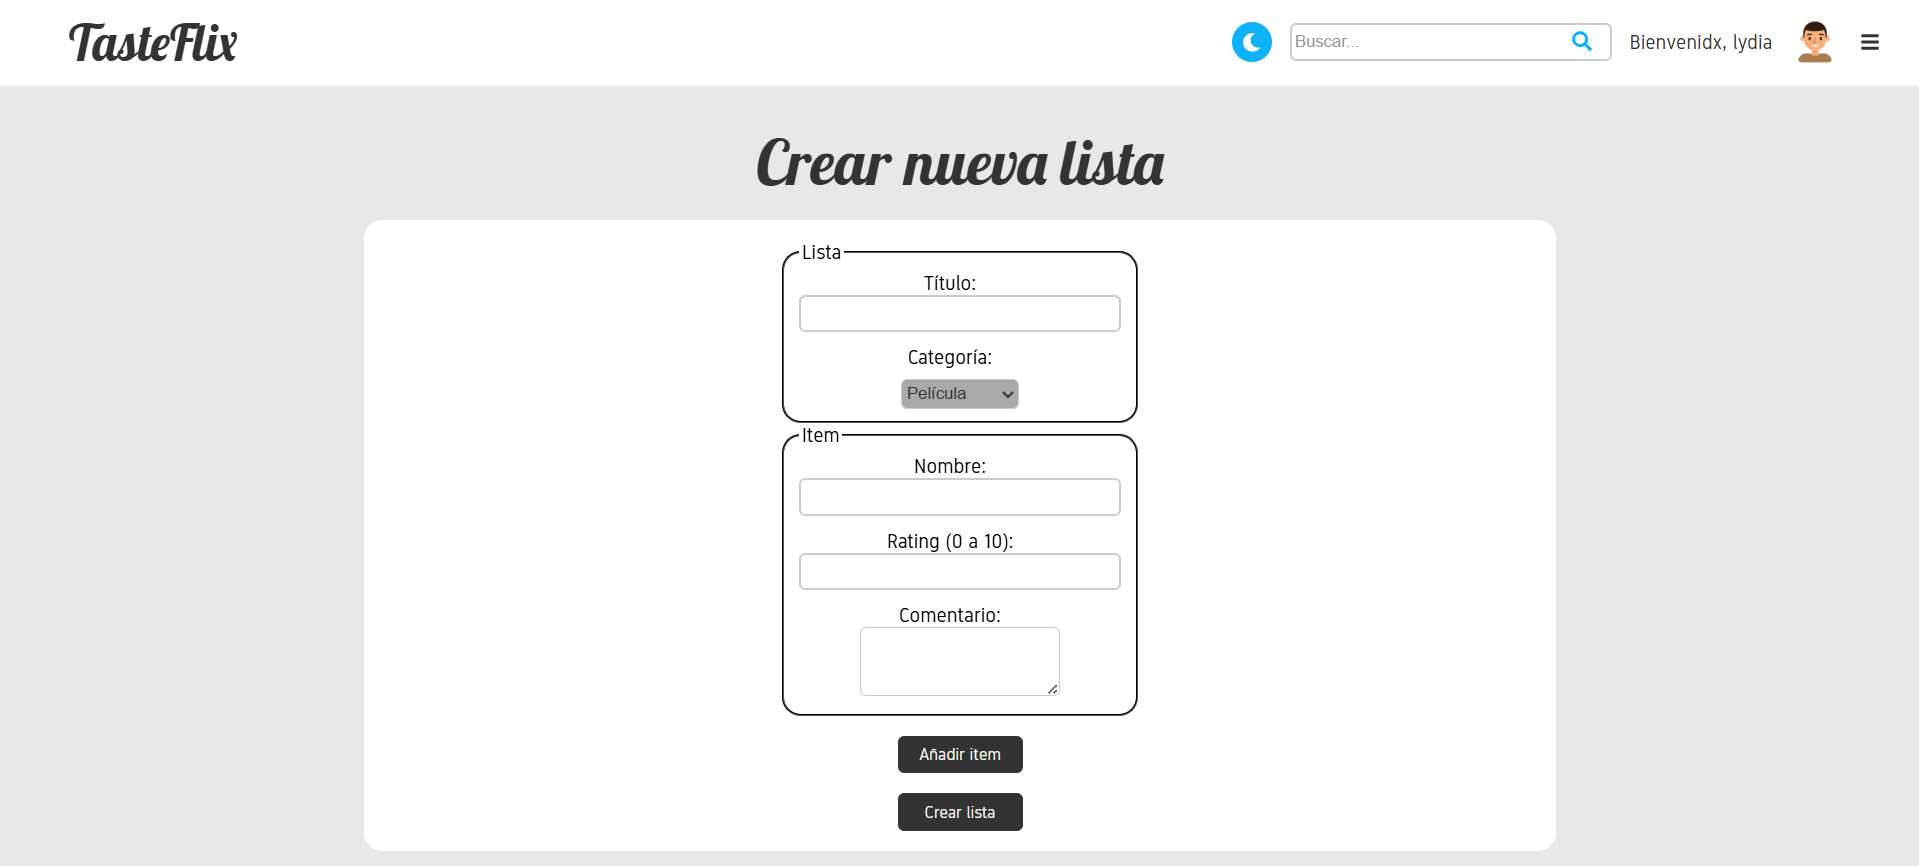 TasteFlix
Buscar...
Bienvenidx, lydia
Crear nueva lista
Lista
Título:
Categoría:
Película
Item
Nombre:
Rating (0 a 10):
Comentario:
Añadir item
Crear lista